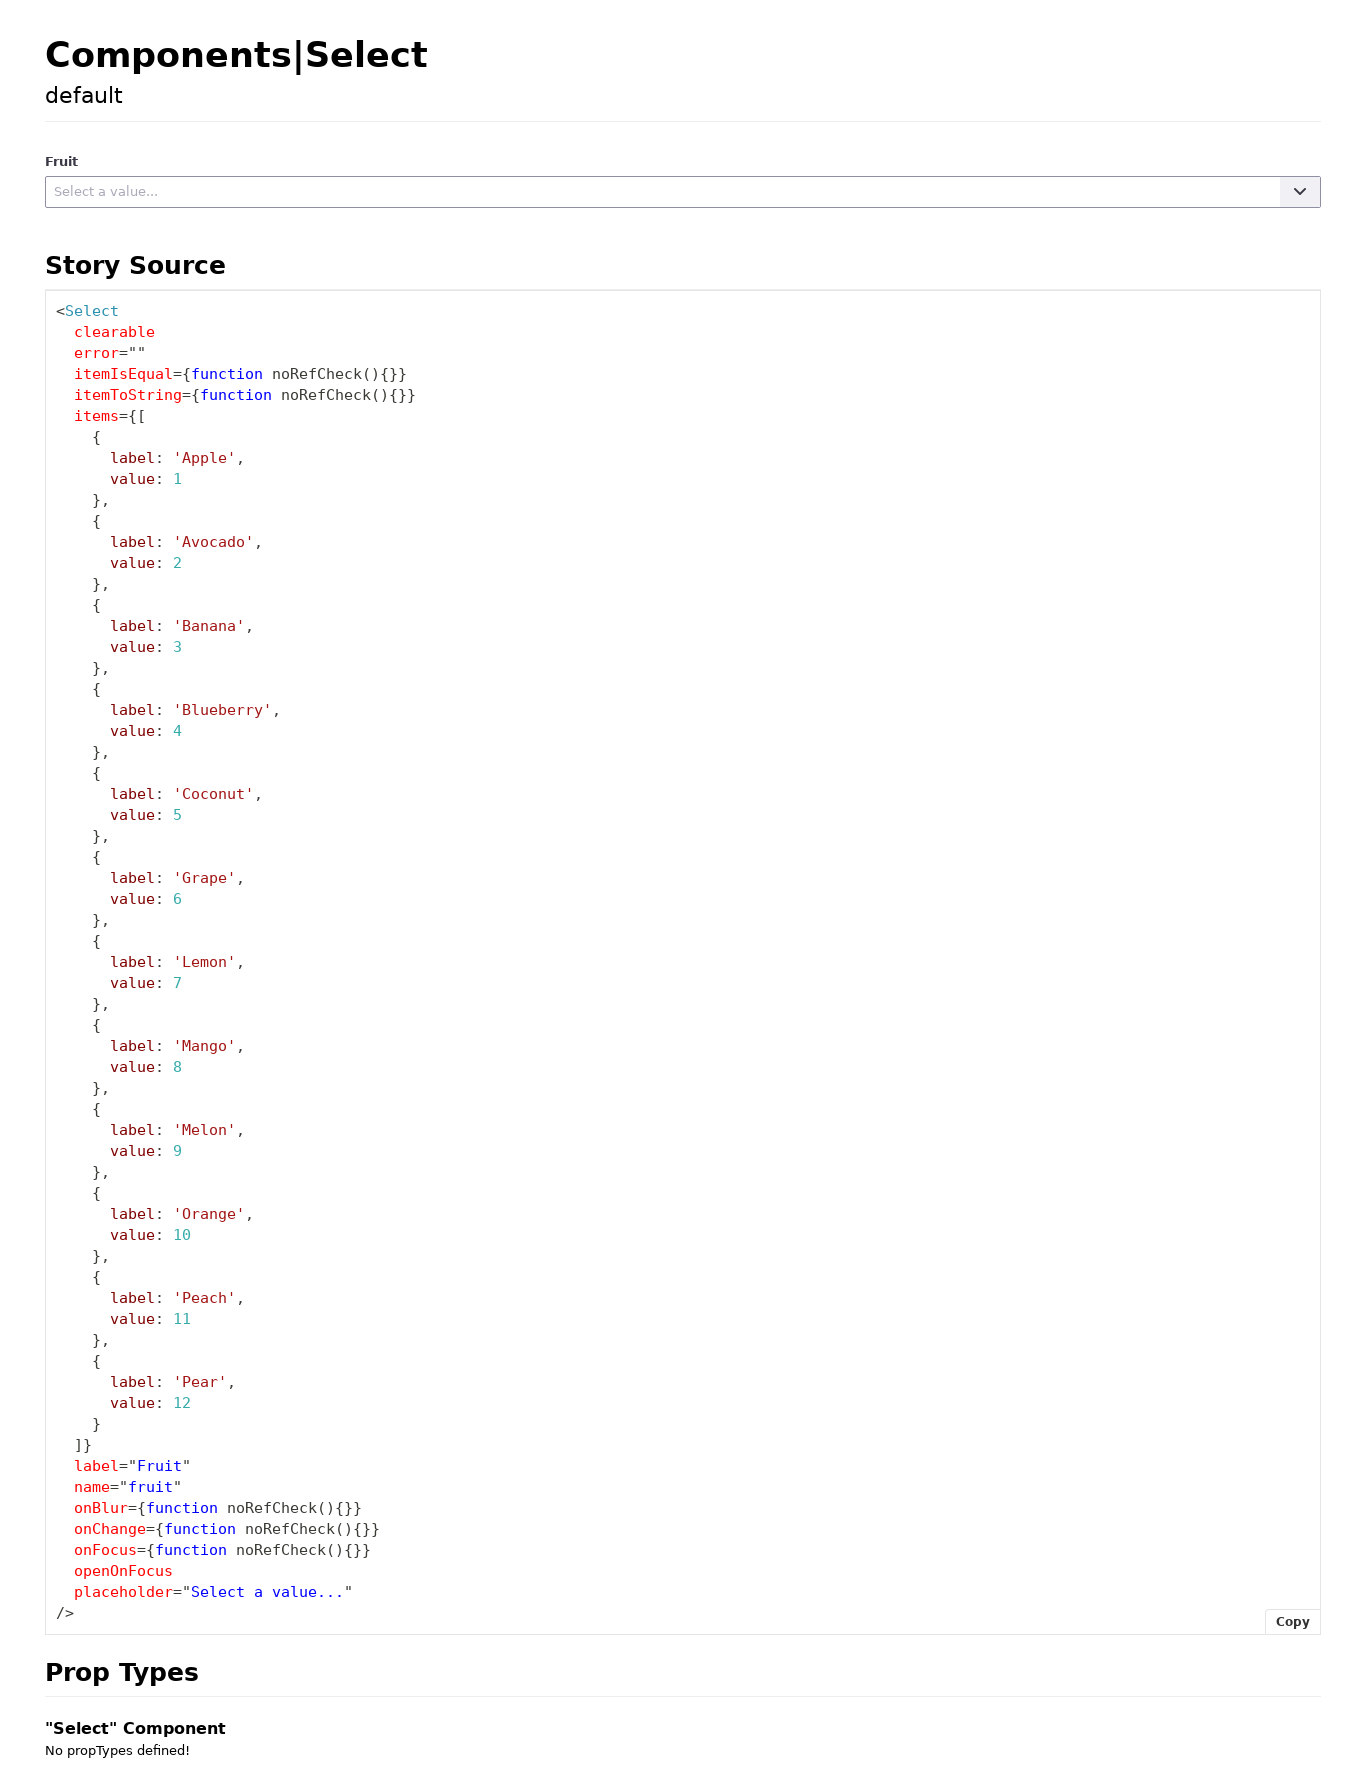 Components|Select
default
Fruit
Select a value...
Story Source
<Select
  clearable
  error=""
  itemIsEqual={function noRefCheck(){}}
  itemToString={function noRefCheck(){}}
  items={[
    {
      label: 'Apple',
      value: 1
    },
    {
      label: 'Avocado',
      value: 2
    },
    {
      label: 'Banana',
      value: 3
    },
    {
      label: 'Blueberry',
      value: 4
    },
    {
      label: 'Coconut',
      value: 5
    },
    {
      label: 'Grape',
      value: 6
    },
    {
      label: 'Lemon',
      value: 7
    },
    {
      label: 'Mango',
      value: 8
    },
    {
      label: 'Melon',
      value: 9
    },
    {
      label: 'Orange',
      value: 10
    },
    {
      label: 'Peach',
      value: 11
    },
    {
      label: 'Pear',
      value: 12
    }
  ]}
  label="Fruit"
  name="fruit"
  onBlur={function noRefCheck(){}}
  onChange={function noRefCheck(){}}
  onFocus={function noRefCheck(){}}
  openOnFocus
  placeholder="Select a value..."
/>
Copy
Prop Types
"Select" Component
No propTypes defined!